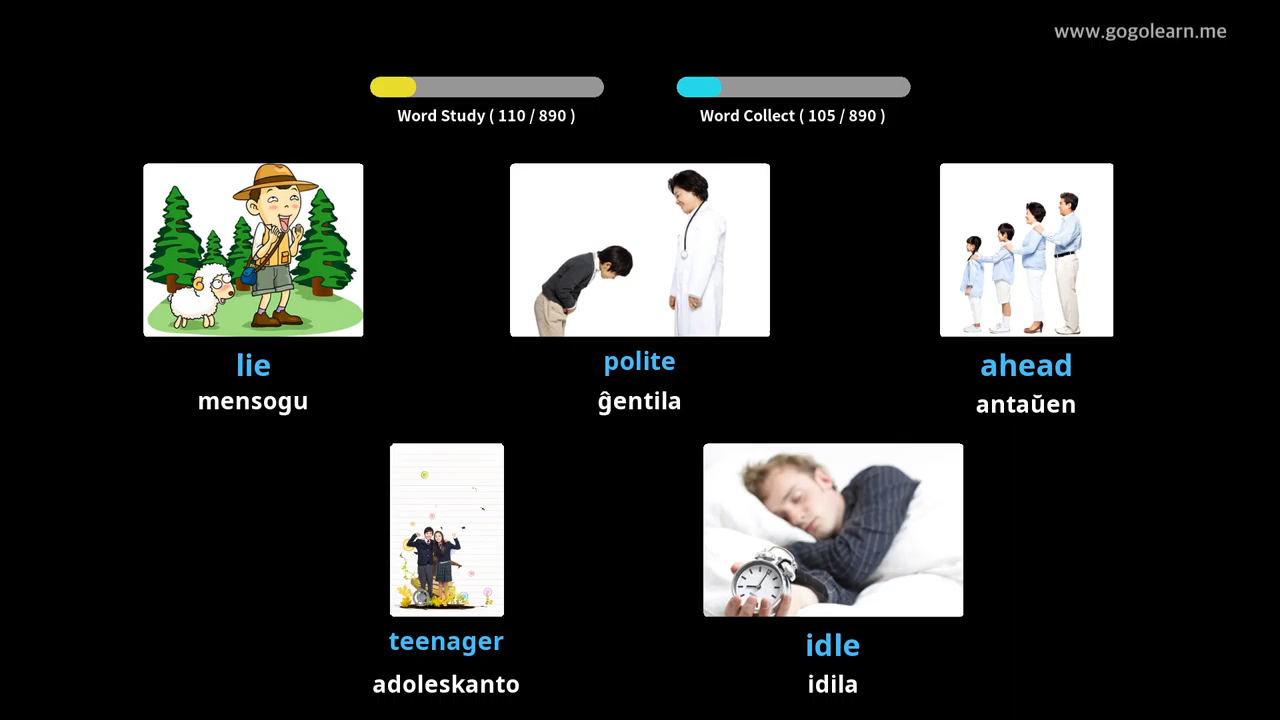 www.gogolearn.me
Word Study ( 110 / 890 )
Word Collect ( 105 / 890 )
lie
mensogu
polite
ĝentila
ahead
antaŭen
teenager
adoleskanto
idle
idila